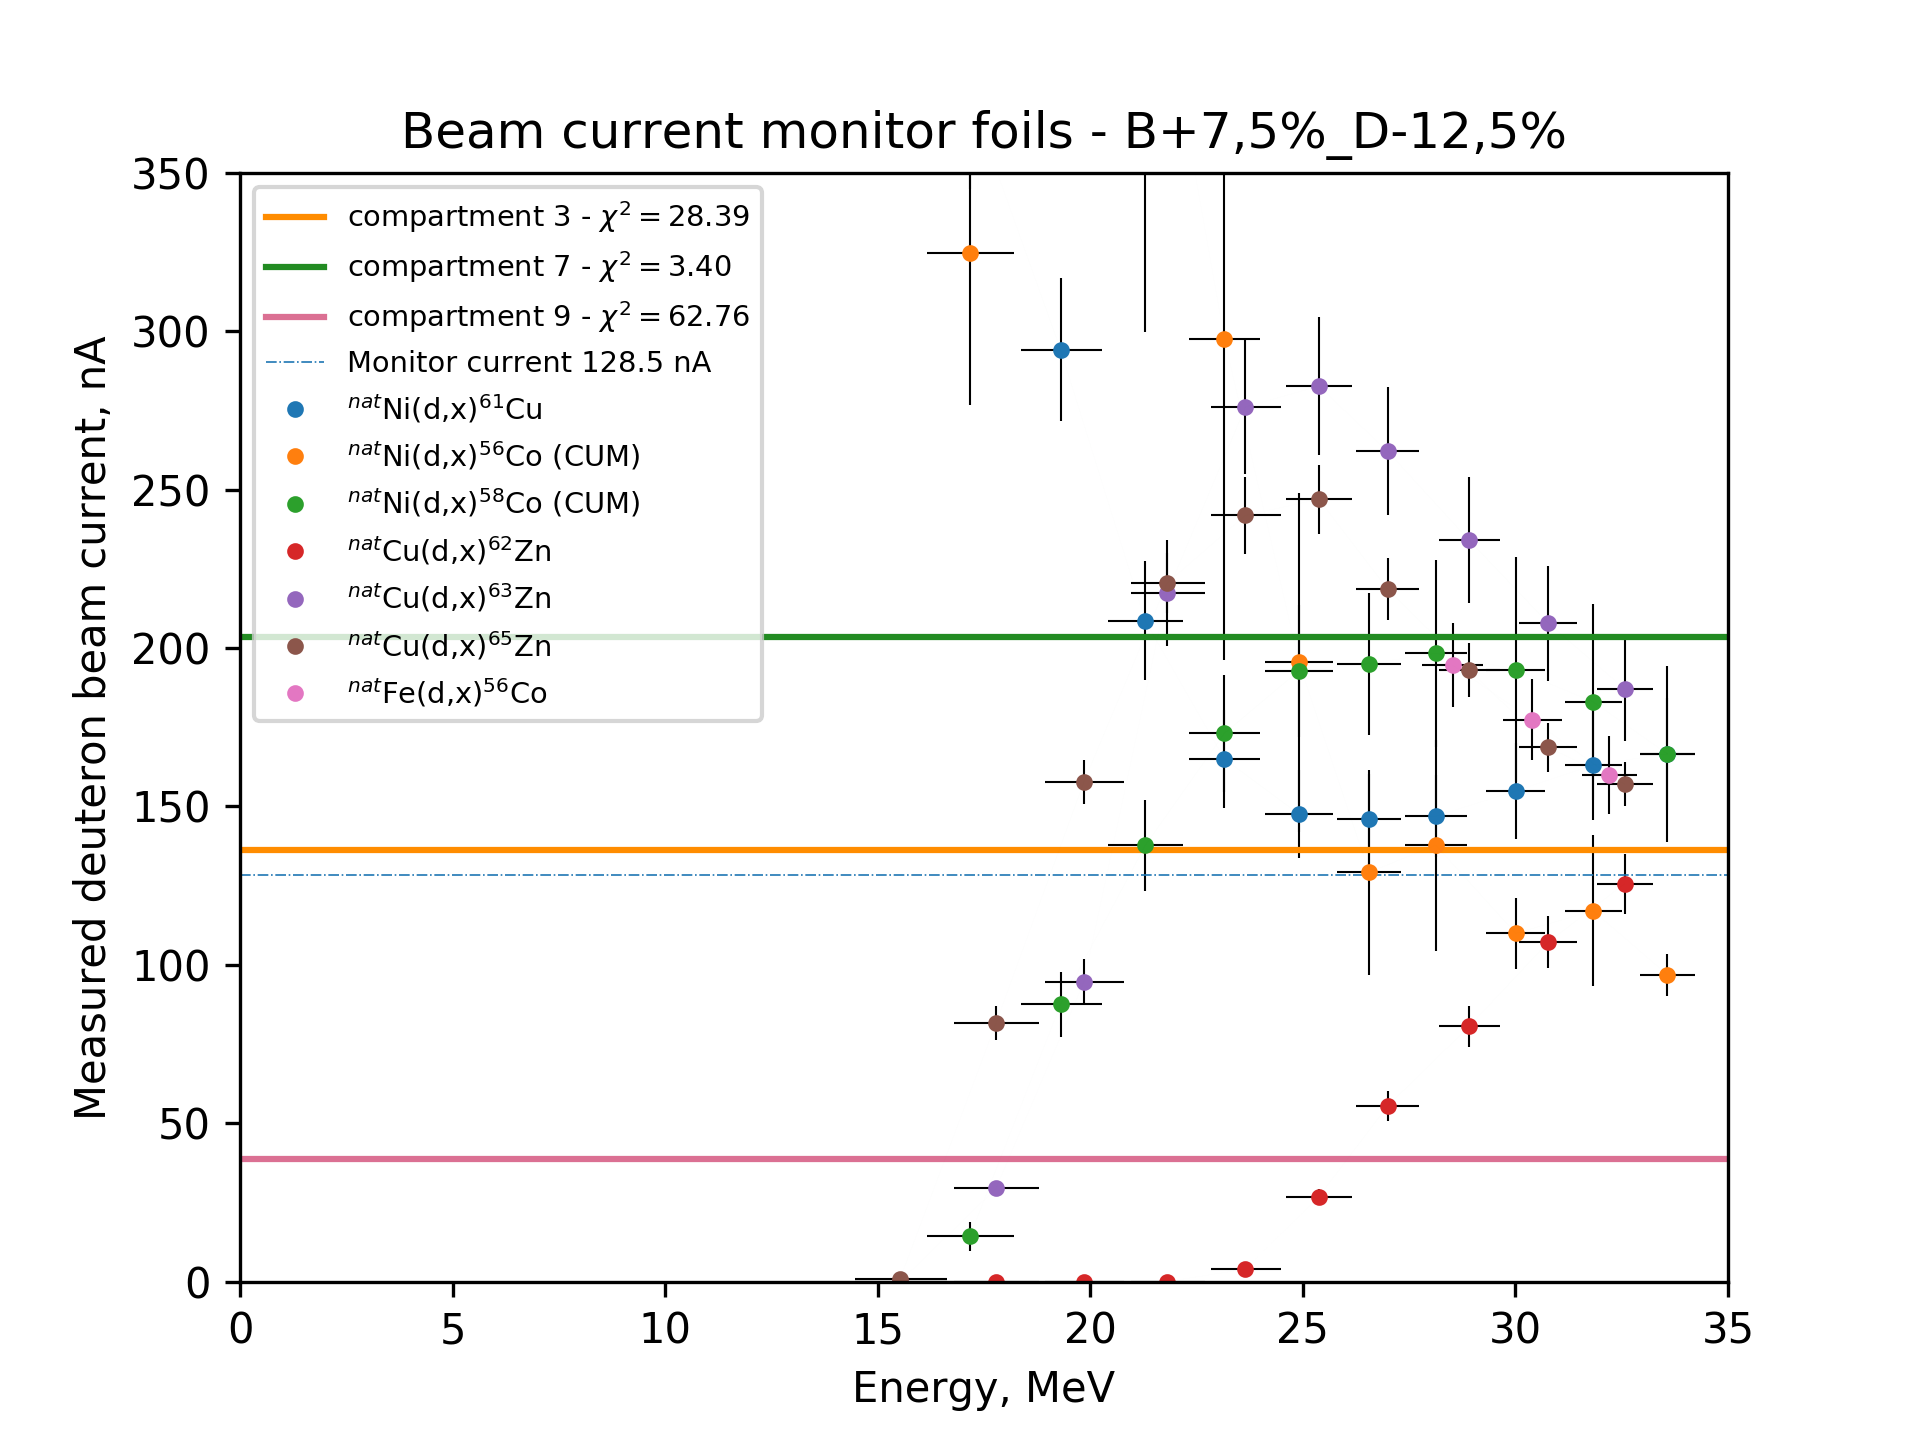 Beam current monitor foils - B+7,5%_D-12,5%
Measured deuteron beam current, nA
350
300
250
200
150
100
50
0
compartment 3 - χ² = 28.39
compartment 7 - χ² = 3.40
compartment 9 - χ² = 62.76
Monitor current 128.5 nA
ⁿᵃᵗNi(d,x)⁶¹Cu
ⁿᵃᵗNi(d,x)⁵⁶Co (CUM)
ⁿᵃᵗNi(d,x)⁵⁸Co (CUM)
ⁿᵃᵗCu(d,x)⁶²Zn
ⁿᵃᵗCu(d,x)⁶³Zn
ⁿᵃᵗCu(d,x)⁶⁵Zn
ⁿᵃᵗFe(d,x)⁵⁶Co
0 5 10 15 20 25 30 35
Energy, MeV